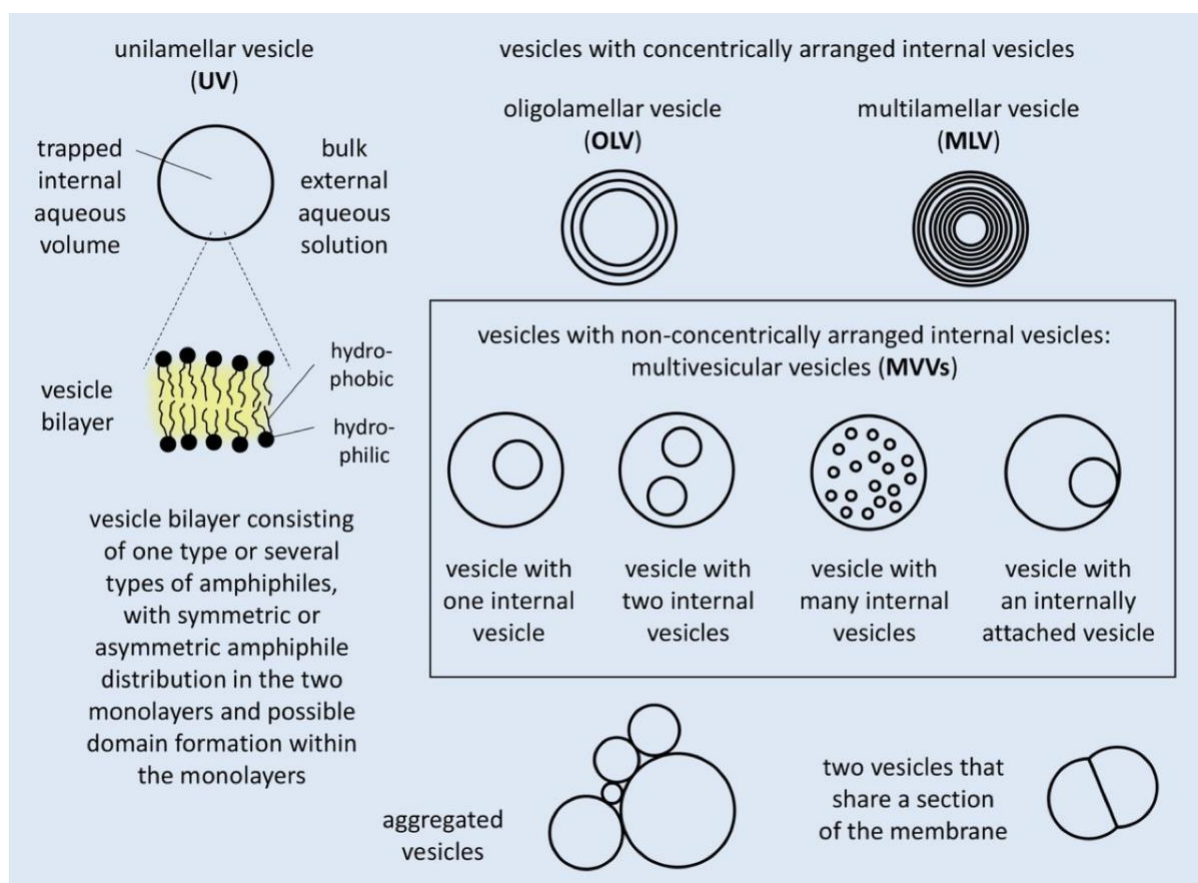 unilamellar vesicle
(UV)
trapped
internal
aqueous
volume
bulk
external
aqueous
solution
vesicle
bilayer
hydro-
phobic
hydro-
philic
vesicle bilayer consisting
of one type or several
types of amphiphiles,
with symmetric or
asymmetric amphiphile
distribution in the two
monolayers and possible
domain formation within
the monolayers
vesicles with concentrically arranged internal vesicles
oligolamellar vesicle
(OLV)
multilamellar vesicle
(MLV)
vesicles with non-concentrically arranged internal vesicles:
multivesicular vesicles (MVVs)
vesicle with
one internal
vesicle
vesicle with
two internal
vesicles
vesicle with
many internal
vesicles
vesicle with
an internally
attached vesicle
aggregated
vesicles
two vesicles that
share a section
of the membrane